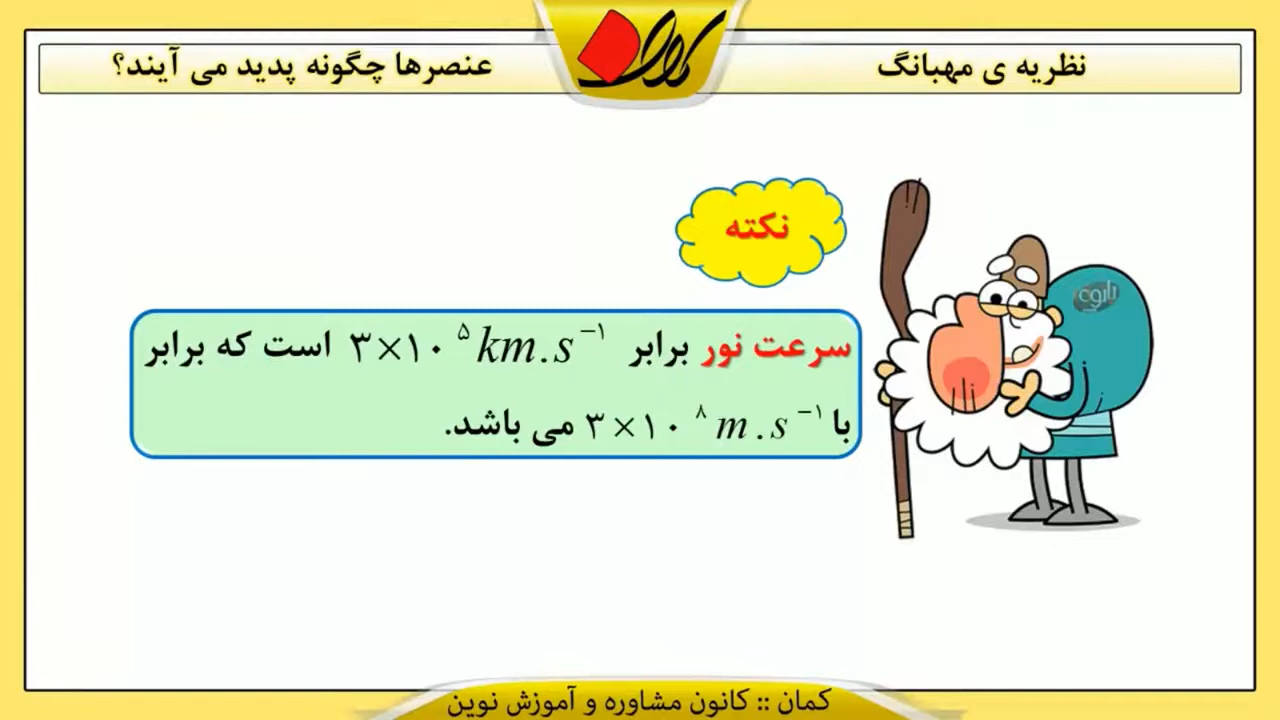 نظریه ی مهبانگ
کمان
عنصرها چگونه پدید می آیند؟
نکته
سرعت نور برابر ۳×۱۰^۵ km.s^−۱ است که برابر
با ۳×۱۰^۸ m.s^−۱ می باشد.
کمان :: کانون مشاوره و آموزش نوین